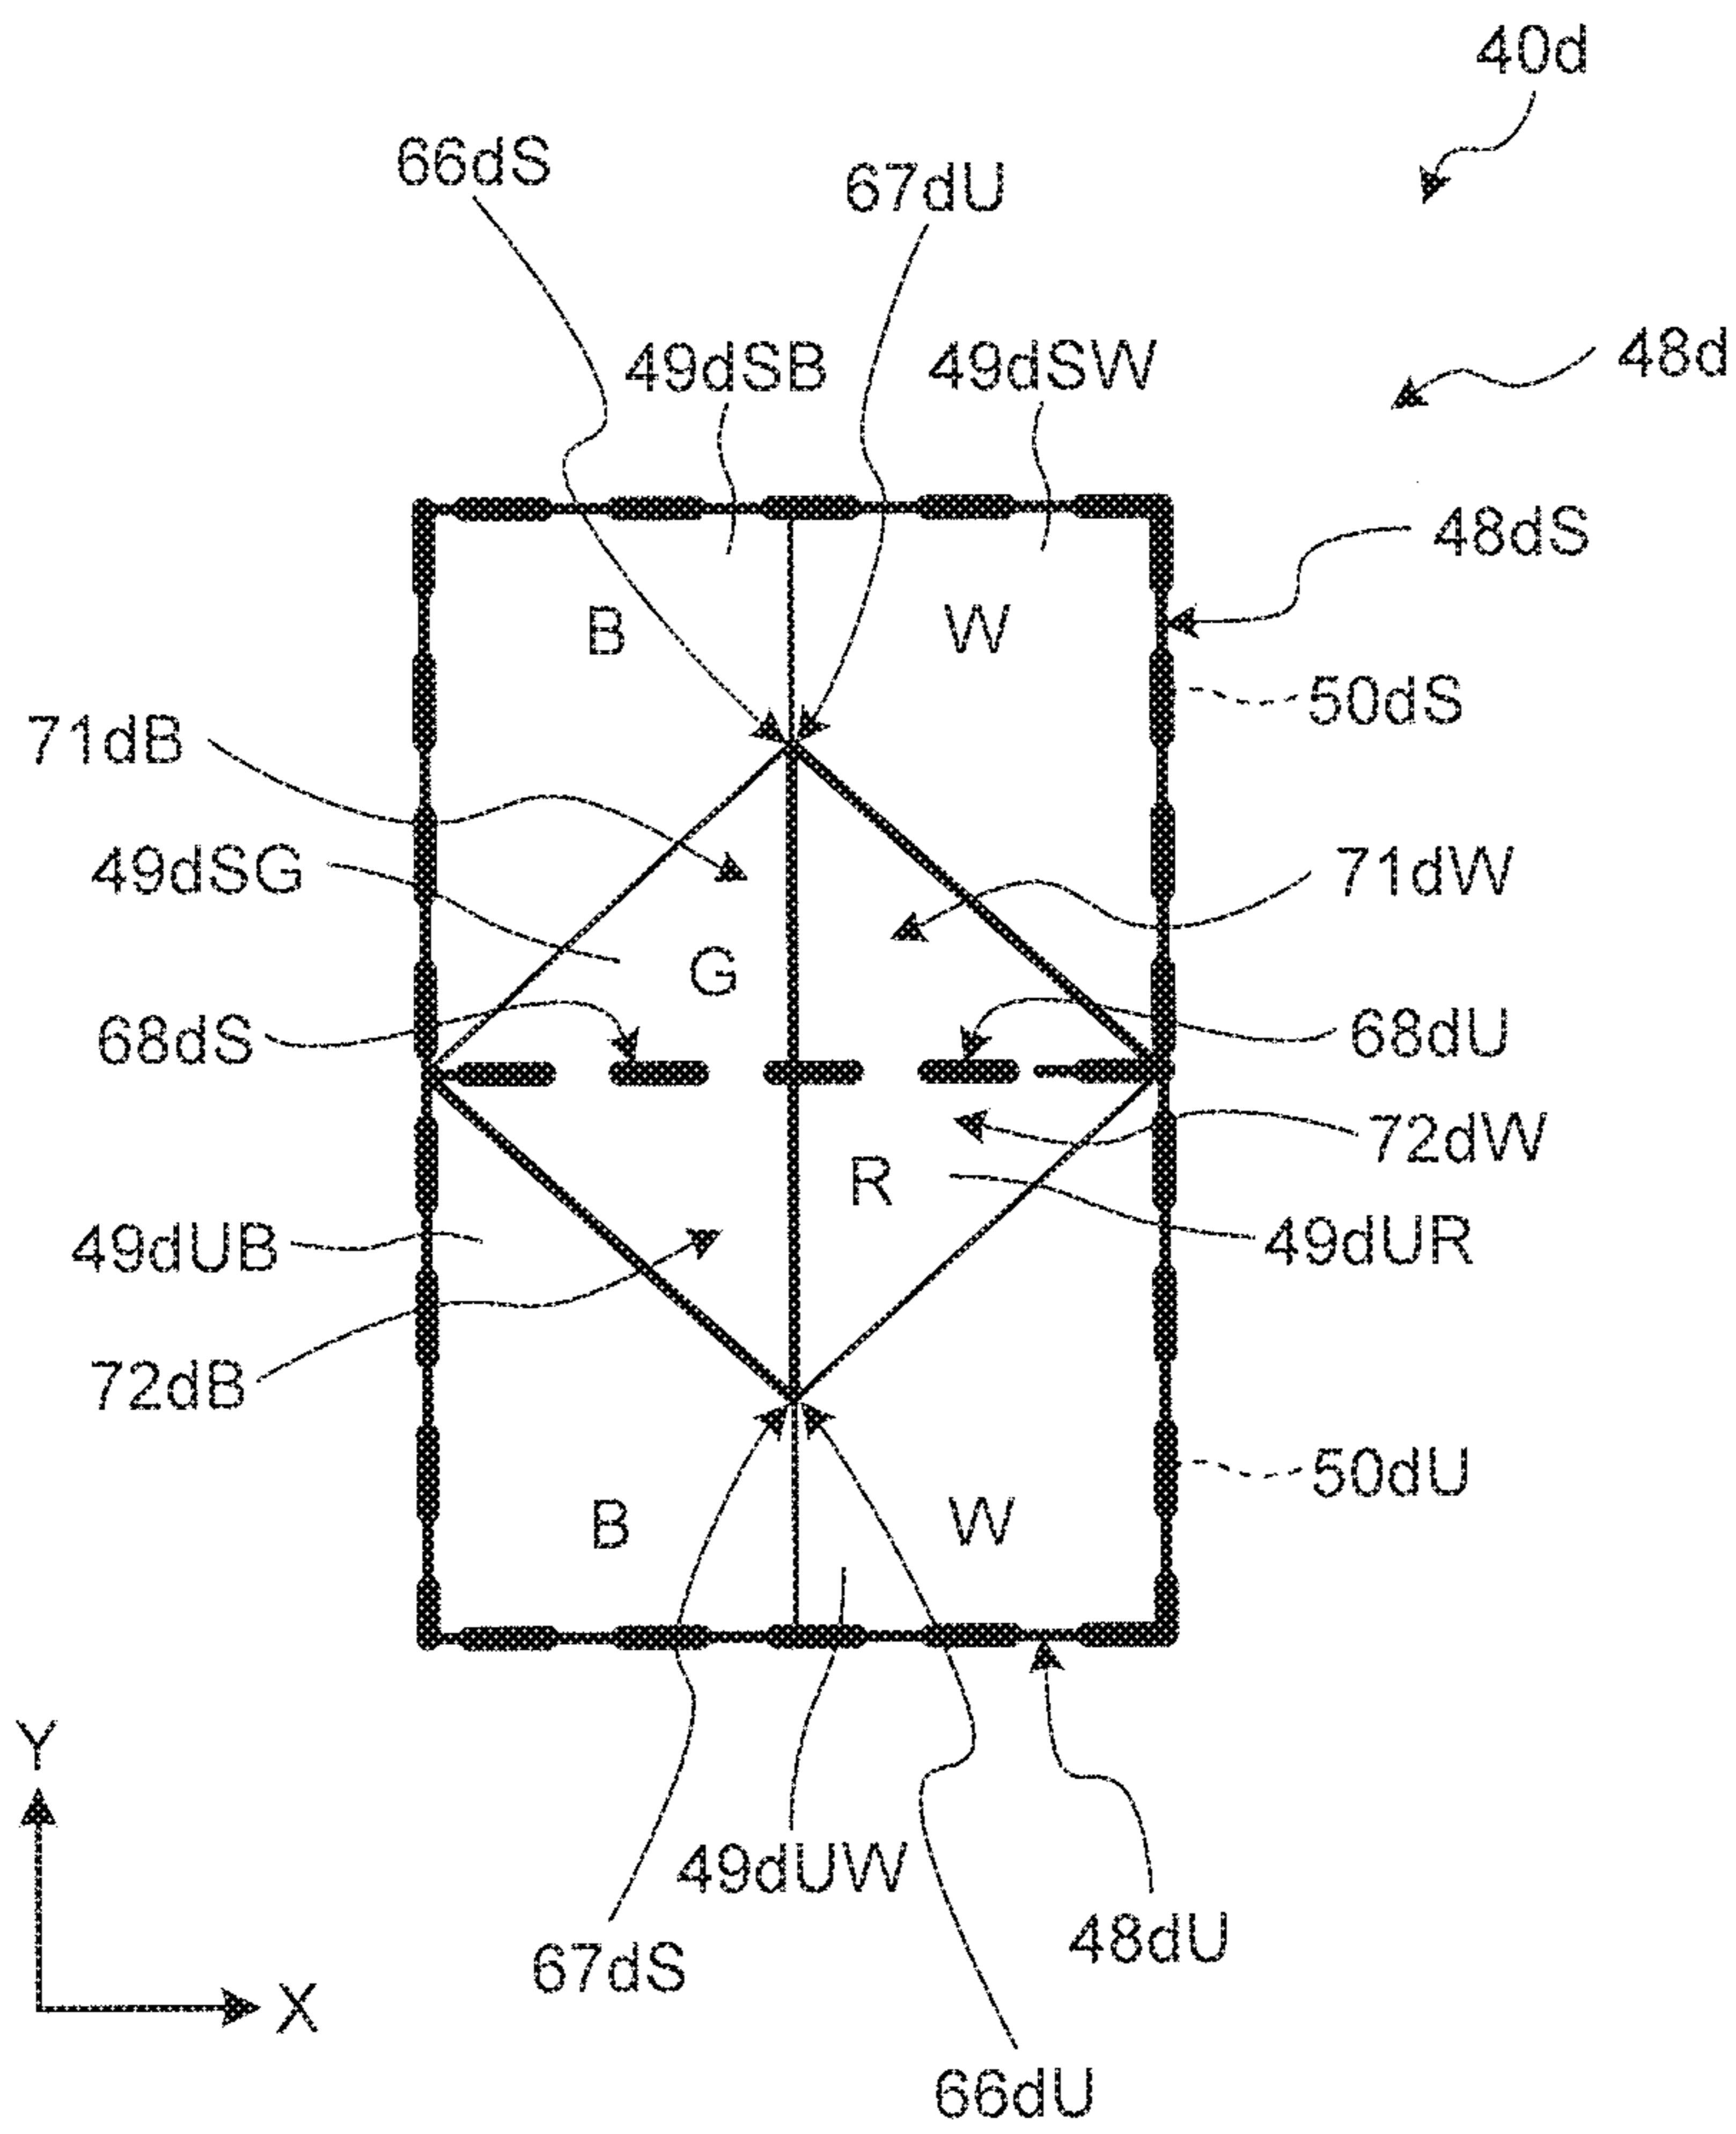 40d
66dS
67dU
49dSB
49dSW
48d
48dS
B
W
50dS
71dB
49dSG
71dW
G
68dS
68dU
72dW
R
49dUB
49dUR
72dB
50dU
B
W
Y
49dUW
48dU
67dS
X
66dU